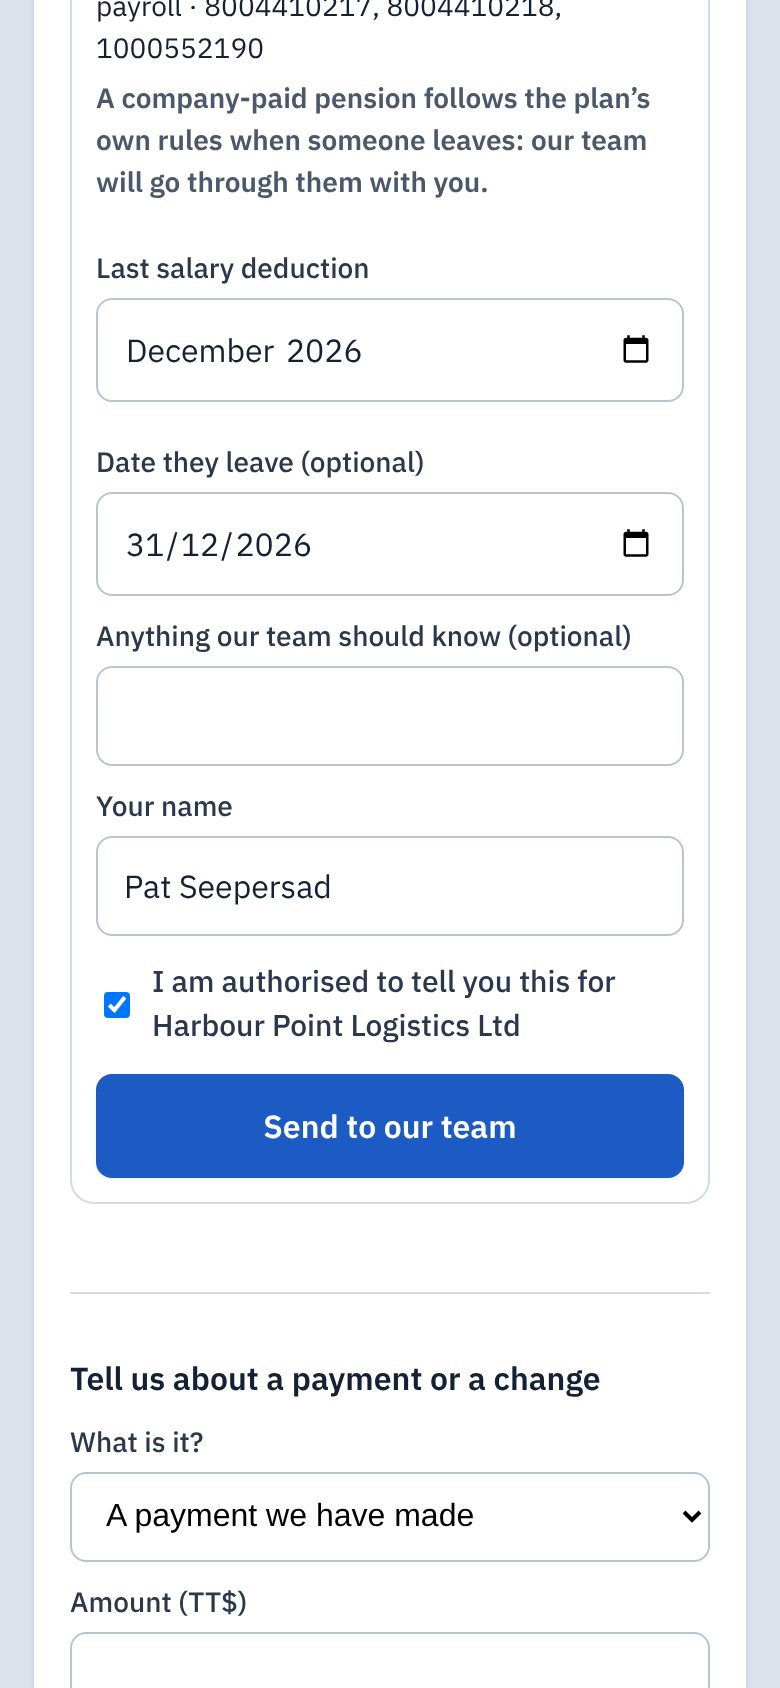 payroll · 8004410217, 8004410218,
1000552190
A company-paid pension follows the plan’s
own rules when someone leaves: our team
will go through them with you.
Last salary deduction
December 2026
Date they leave (optional)
31/12/2026
Anything our team should know (optional)
Your name
Pat Seepersad
I am authorised to tell you this for
Harbour Point Logistics Ltd
Send to our team
Tell us about a payment or a change
What is it?
A payment we have made
Amount (TT$)